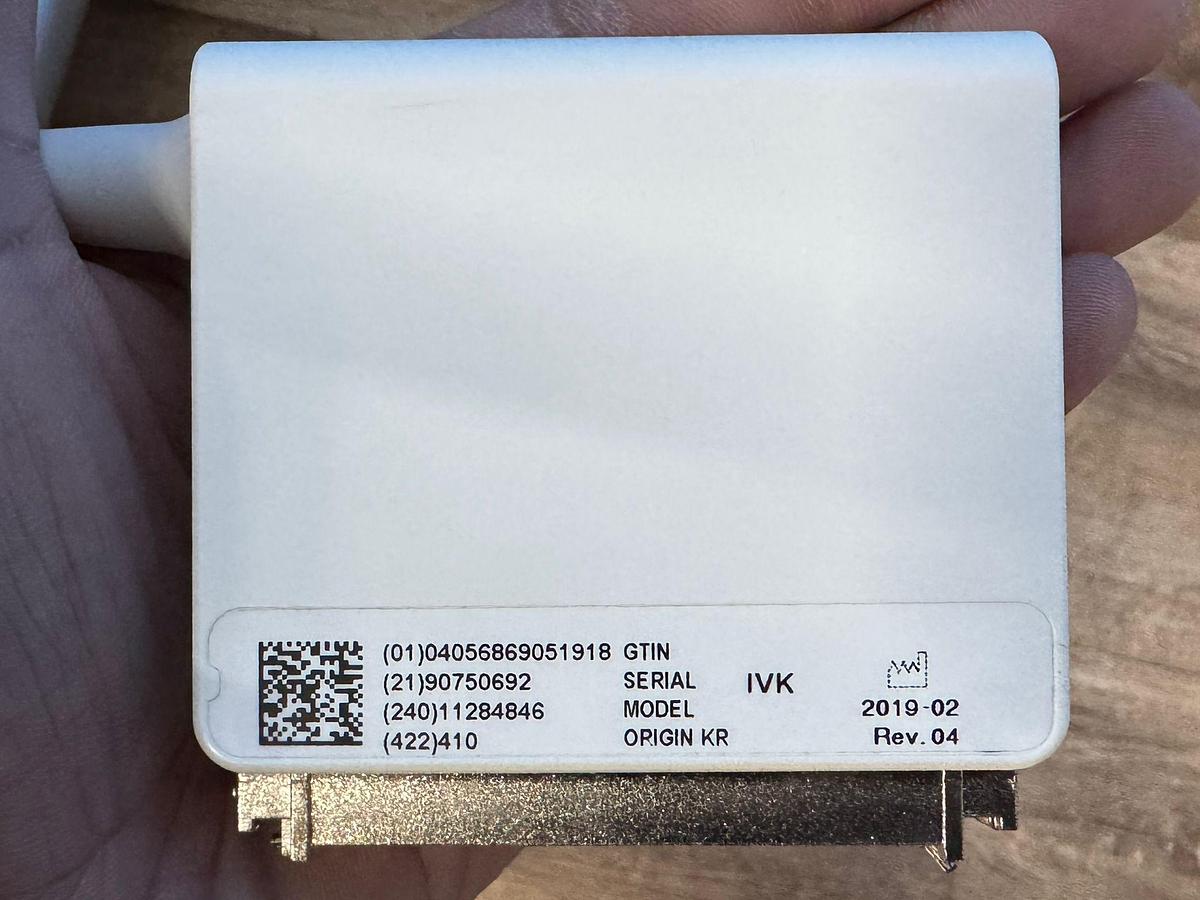 (01)04056869051918 GTIN
(21)90750692 SERIAL IVK
(240)11284846 MODEL 2019-02
(422)410 ORIGIN KR Rev. 04